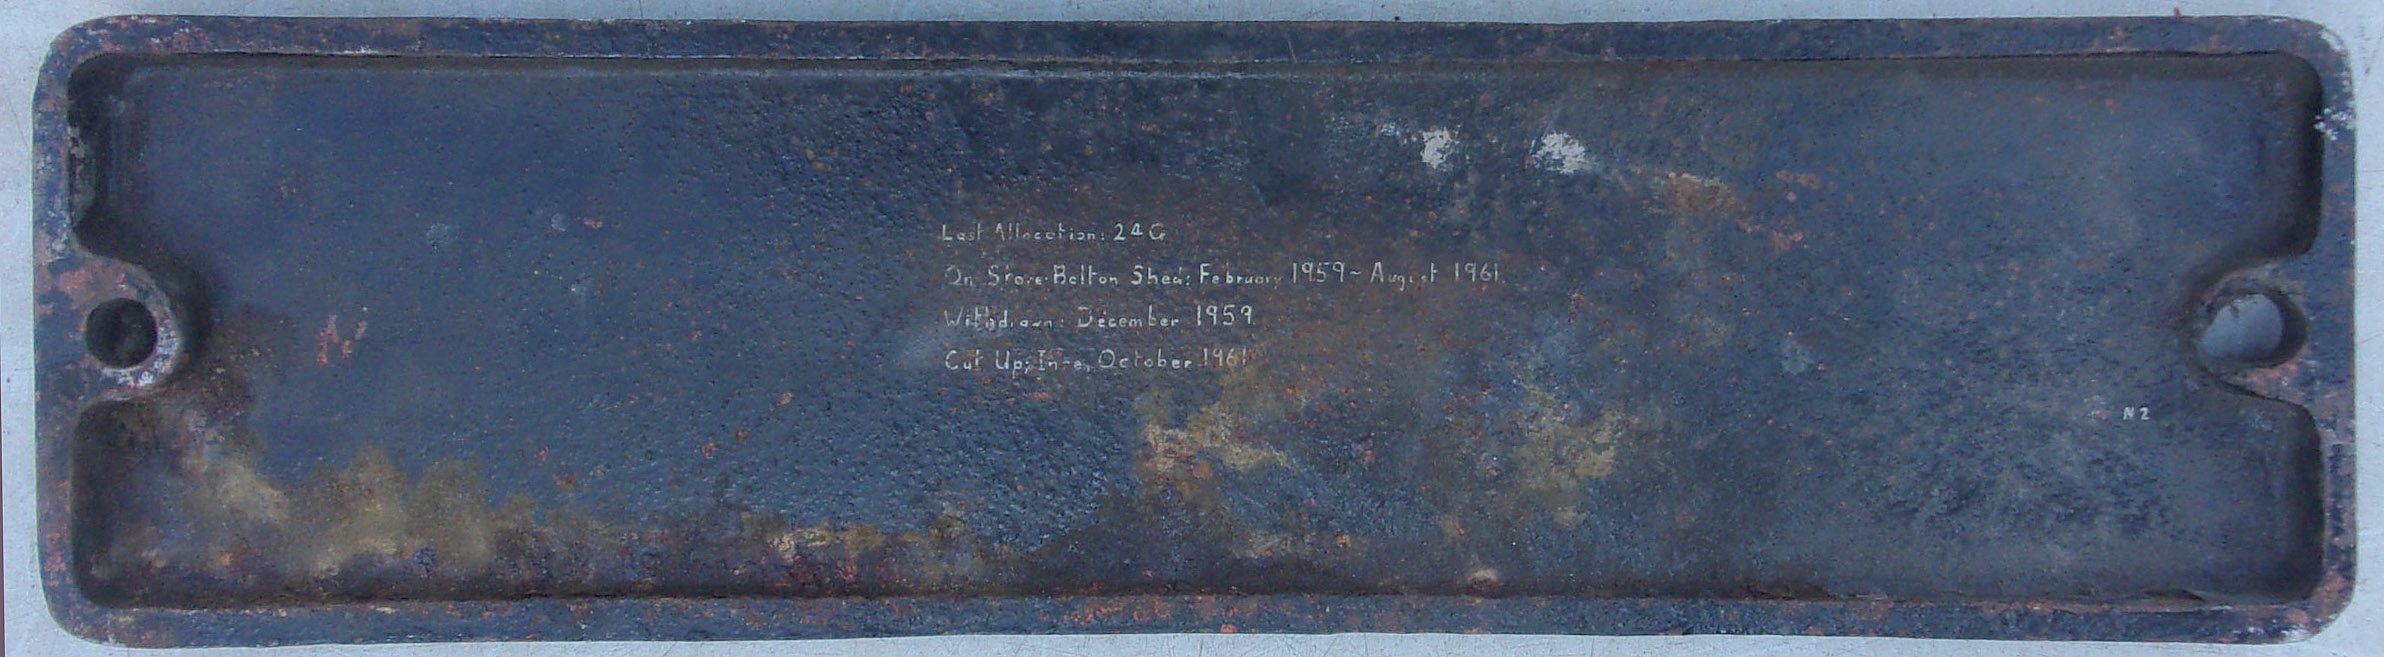 Last Allocation: 24G
On Store: Bolton Shed: February 1959~ August 1961.
Withdrawn: December 1959.
Cut Up; October 1961
N2